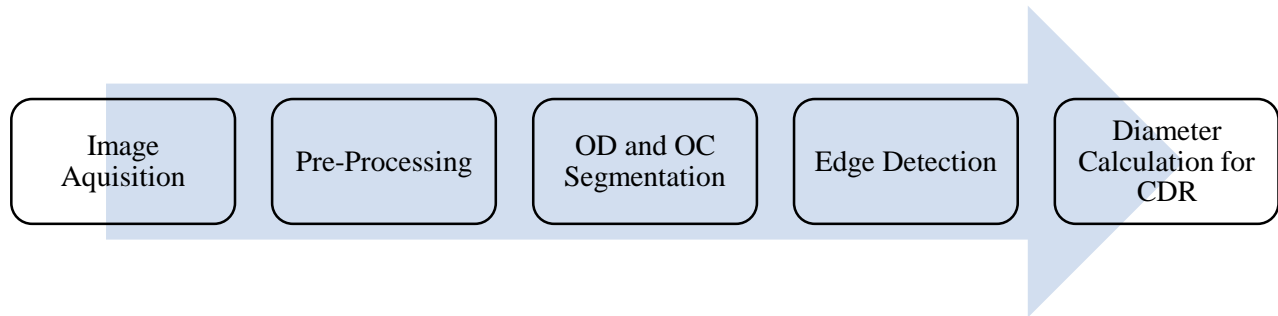 Image
Aquisition
Pre-Processing
OD and OC
Segmentation
Edge Detection
Diameter
Calculation for
CDR